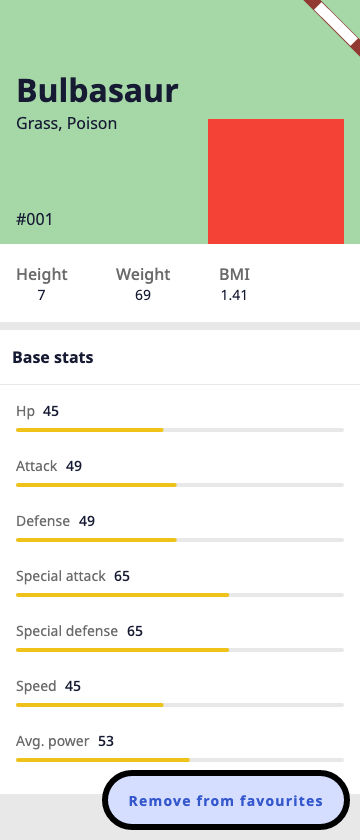 Bulbasaur
Grass, Poison
#001
Height Weight BMI
7 69 1.41
Base stats
Hp 45
Attack 49
Defense 49
Special attack 65
Special defense 65
Speed 45
Avg. power 53
Remove from favourites